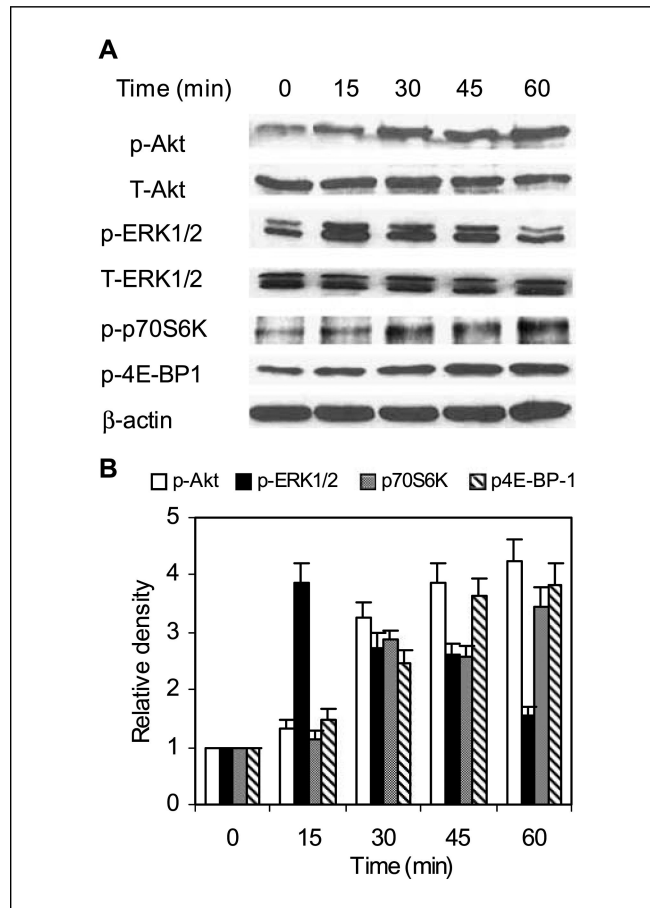 A
Time (min) 0 15 30 45 60
p-Akt
T-Akt
p-ERK1/2
T-ERK1/2
p-p70S6K
p-4E-BP1
β-actin
B
p-Akt p-ERK1/2 p70S6K p4E-BP-1
Relative density
5
4
3
2
1
0
0 15 30 45 60
Time (min)